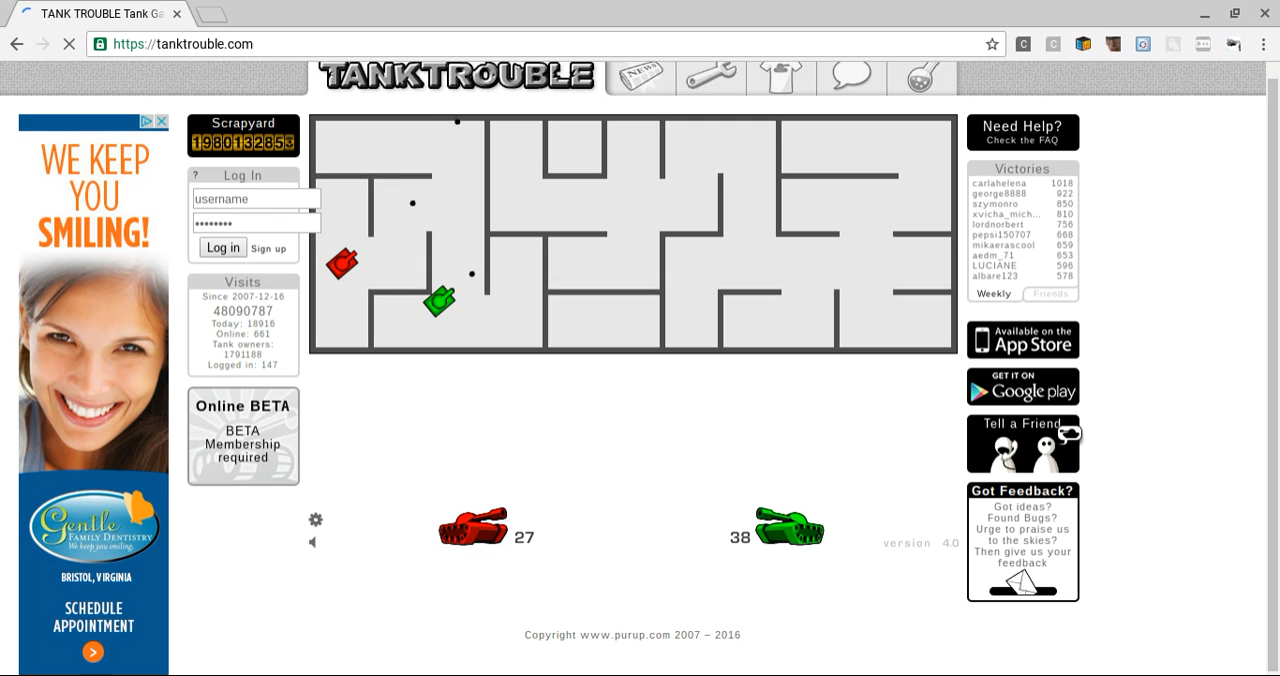 TANK TROUBLE Tank Ga
https://tanktrouble.com
TANKTROUBLE
NEWS
WE KEEP
YOU
SMILING!
Gentle
FAMILY DENTISTRY
We keep you smiling.
BRISTOL, VIRGINIA
SCHEDULE
APPOINTMENT
Scrapyard
? Log In
username
Log in Sign up
Visits
Since 2007-12-16
48090787
Today: 18916
Online: 661
Tank owners:
1791188
Logged in: 147
Online BETA
BETA
Membership
required
27
38
version 4.0
Need Help?
Check the FAQ
Victories
carlahelena 1018
george8888 922
szymonro 850
xvicha_mich... 810
lordnorbert 756
pepsi150707 668
mikaerascool 659
aedm_71 653
LUCIANE 596
albare123 578
Weekly Friends
Available on the
App Store
GET IT ON
Google play
Tell a Friend
Got Feedback?
Got ideas?
Found Bugs?
Urge to praise us
to the skies?
Then give us your
feedback
Copyright www.purup.com 2007 – 2016